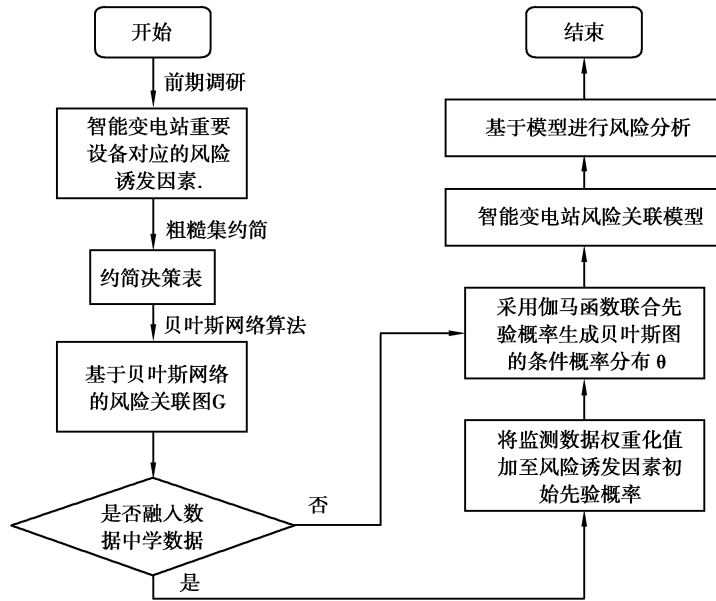 开始
前期调研
智能变电站重要
设备对应的风险
诱发因素.
粗糙集约简
约简决策表
贝叶斯网络算法
基于贝叶斯网络
的风险关联图G
是否融入数
据中学数据
否
是
将监测数据权重化值
加至风险诱发因素初
始先验概率
采用伽马函数联合先
验概率生成贝叶斯图
的条件概率分布 θ
智能变电站风险关联模型
基于模型进行风险分析
结束